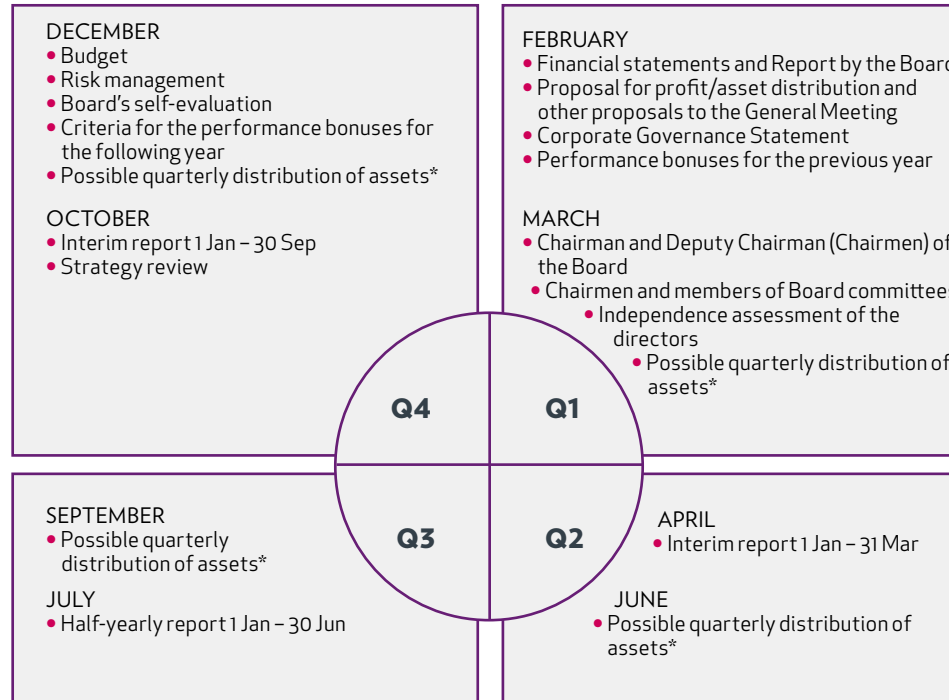 DECEMBER
• Budget
• Risk management
• Board's self-evaluation
• Criteria for the performance bonuses for
the following year
• Possible quarterly distribution of assets*
OCTOBER
• Interim report 1 Jan – 30 Sep
• Strategy review
FEBRUARY
• Financial statements and Report by the Board
• Proposal for profit/asset distribution and
other proposals to the General Meeting
• Corporate Governance Statement
• Performance bonuses for the previous year
MARCH
• Chairman and Deputy Chairman (Chairmen) of
the Board
• Chairmen and members of Board committees
• Independence assessment of the
directors
• Possible quarterly distribution of
assets*
Q4
Q1
Q3
Q2
SEPTEMBER
• Possible quarterly
distribution of assets*
JULY
• Half-yearly report 1 Jan – 30 Jun
APRIL
• Interim report 1 Jan – 31 Mar
JUNE
• Possible quarterly distribution of
assets*